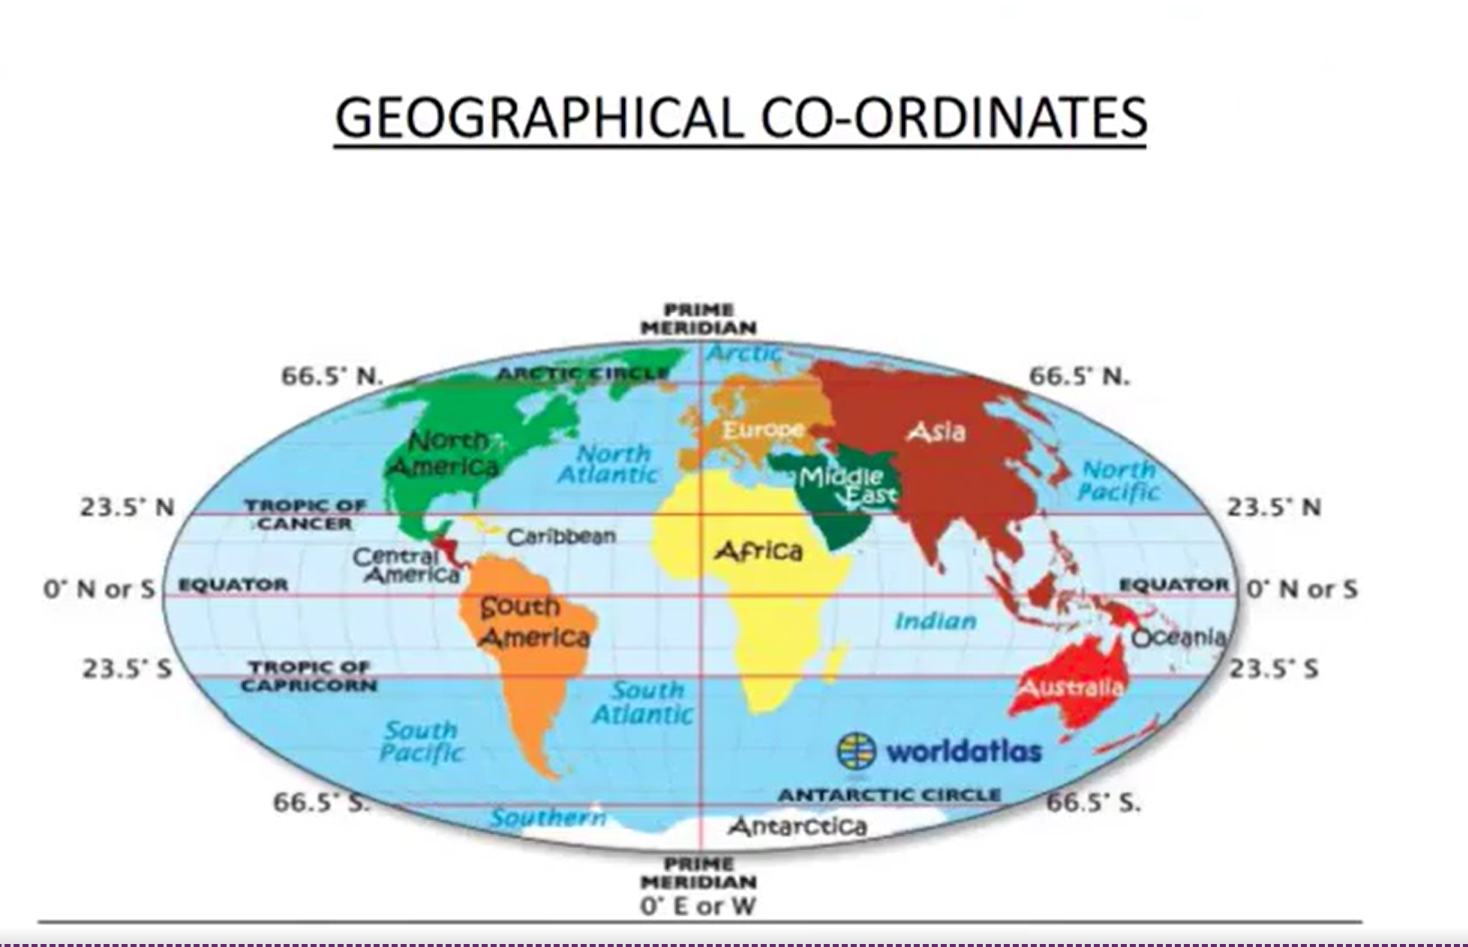 GEOGRAPHICAL CO-ORDINATES
PRIME
MERIDIAN
Arctic
66.5° N.
ARCTIC CIRCLE
66.5° N.
North
America
North
Atlantic
Europe
Asia
Middle
East
North
Pacific
23.5° N
TROPIC OF
CANCER
23.5° N
Caribbean
Africa
Central
America
0° N or S
EQUATOR
EQUATOR
0° N or S
South
America
Indian
Oceania
23.5° S
TROPIC OF
CAPRICORN
23.5° S
Australia
South
Atlantic
South
Pacific
worldatlas
66.5° S.
ANTARCTIC CIRCLE
66.5° S.
Southern
Antarctica
PRIME
MERIDIAN
0° E or W